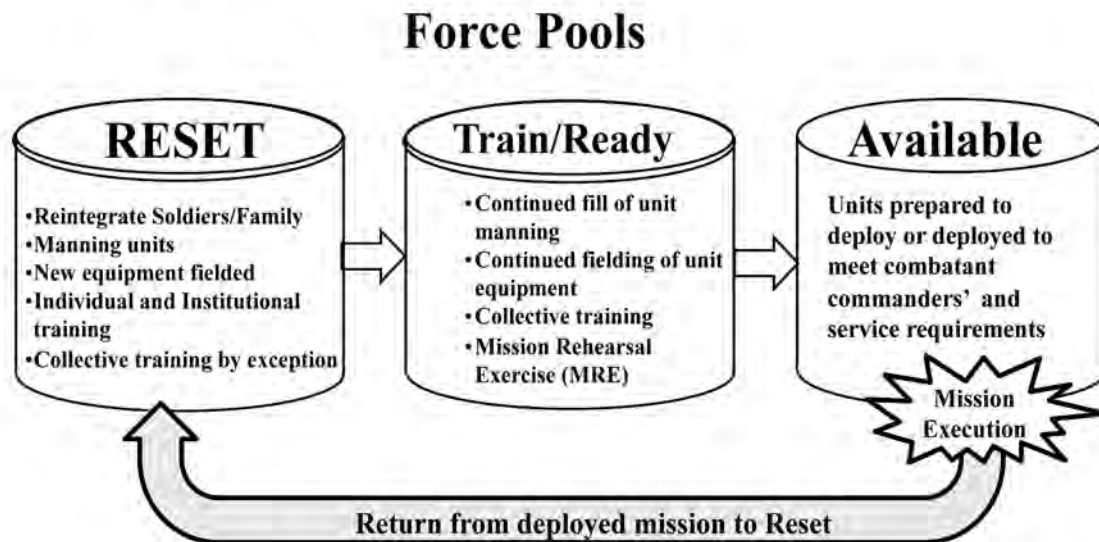 Force Pools
RESET
•Reintegrate Soldiers/Family
•Manning units
•New equipment fielded
•Individual and Institutional
training
•Collective training by exception
Train/Ready
•Continued fill of unit
manning
•Continued fielding of unit
equipment
•Collective training
•Mission Rehearsal
Exercise (MRE)
Available
Units prepared to
deploy or deployed to
meet combatant
commanders’ and
service requirements
Mission
Execution
Return from deployed mission to Reset